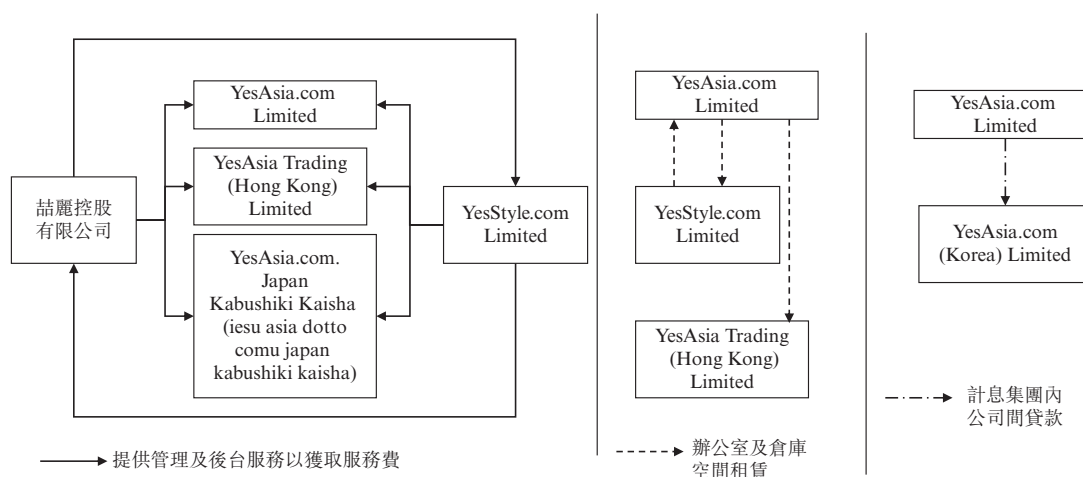 YesAsia.com
Limited
YesAsia Trading
(Hong Kong)
Limited
喆麗控股
有限公司
YesAsia.com.
Japan
Kabushiki Kaisha
(iesu asia dotto
comu japan
kabushiki kaisha)
YesStyle.com
Limited
提供管理及後台服務以獲取服務費
YesAsia.com
Limited
YesStyle.com
Limited
YesAsia Trading
(Hong Kong)
Limited
辦公室及倉庫
空間租賃
YesAsia.com
Limited
YesAsia.com
(Korea) Limited
計息集團內
公司間貸款